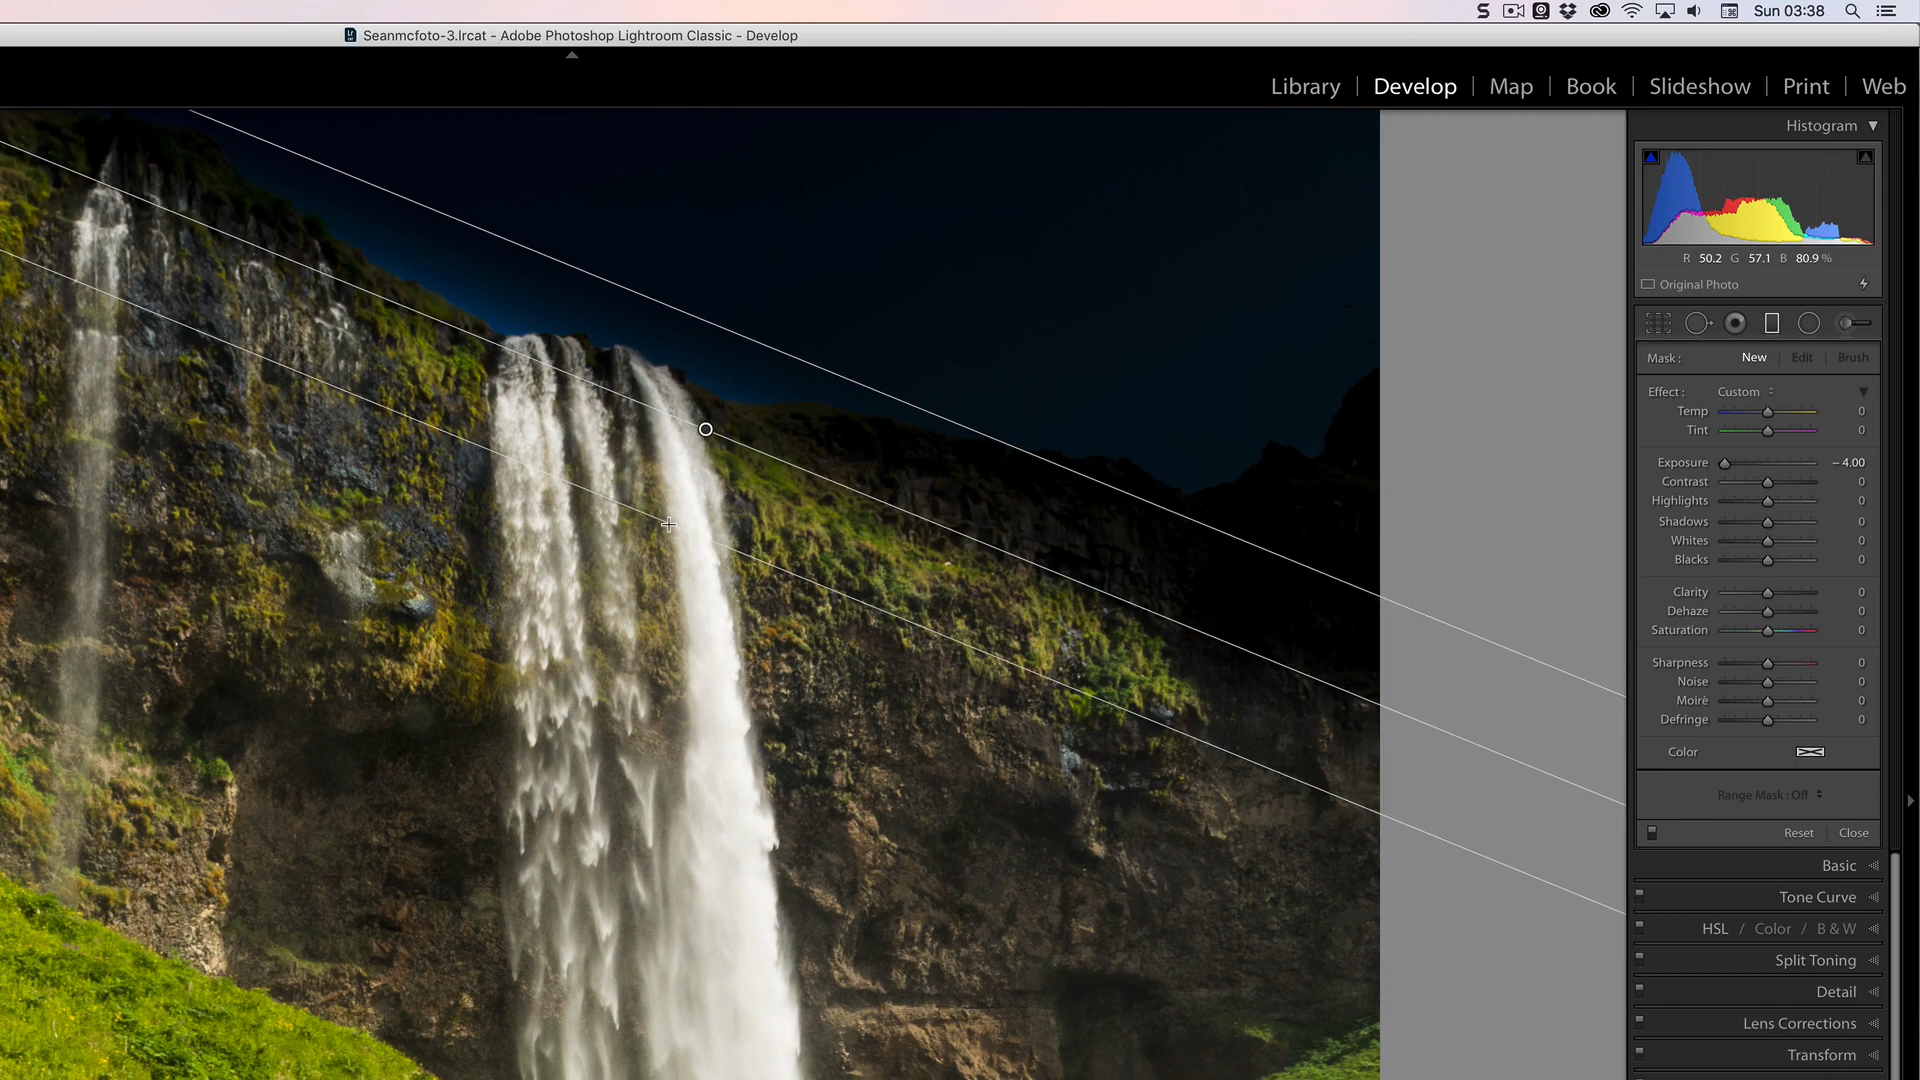 Sun 03:38
Seanmcfoto-3.lrcat - Adobe Photoshop Lightroom Classic - Develop
Library | Develop | Map | Book | Slideshow | Print | Web
Histogram
R 50.2 G 57.1 B 80.9 %
Original Photo
Mask : New | Edit | Brush
Effect : Custom
Temp 0
Tint 0
Exposure – 4.00
Contrast 0
Highlights 0
Shadows 0
Whites 0
Blacks 0
Clarity 0
Dehaze 0
Saturation 0
Sharpness 0
Noise 0
Moiré 0
Defringe 0
Color
Range Mask : Off
Reset | Close
Basic
Tone Curve
HSL / Color / B & W
Split Toning
Detail
Lens Corrections
Transform